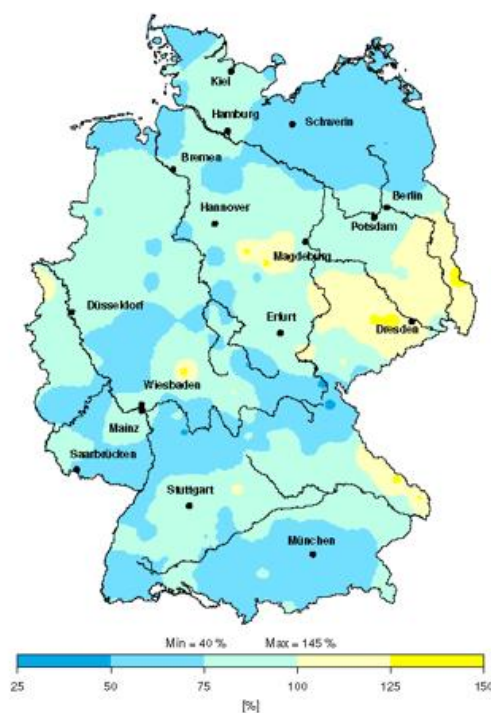 Kiel
Hamburg
Schwerin
Bremen
Berlin
Hannover
Potsdam
Magdeburg
Düsseldorf
Erfurt
Dresden
Wiesbaden
Mainz
Saarbrücken
Stuttgart
München
Min = 40 % Max = 145 %
25 50 75 100 125 150
[%]